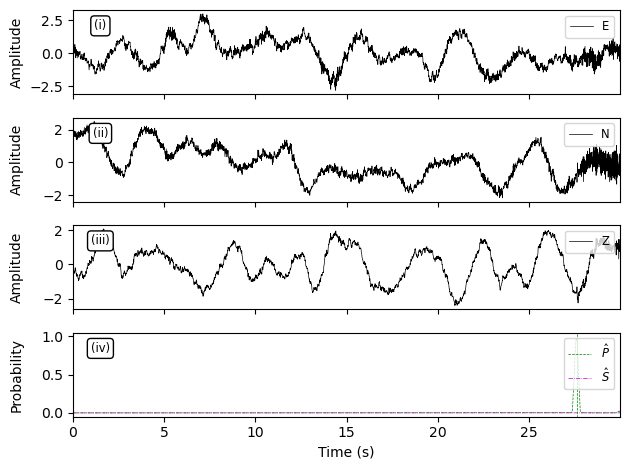 Amplitude
2.5
0.0
−2.5
(i)
E
Amplitude
2
0
−2
(ii)
N
Amplitude
2
0
−2
(iii)
Z
Probability
1.0
0.5
0.0
(iv)
P̂
Ŝ
0 5 10 15 20 25
Time (s)